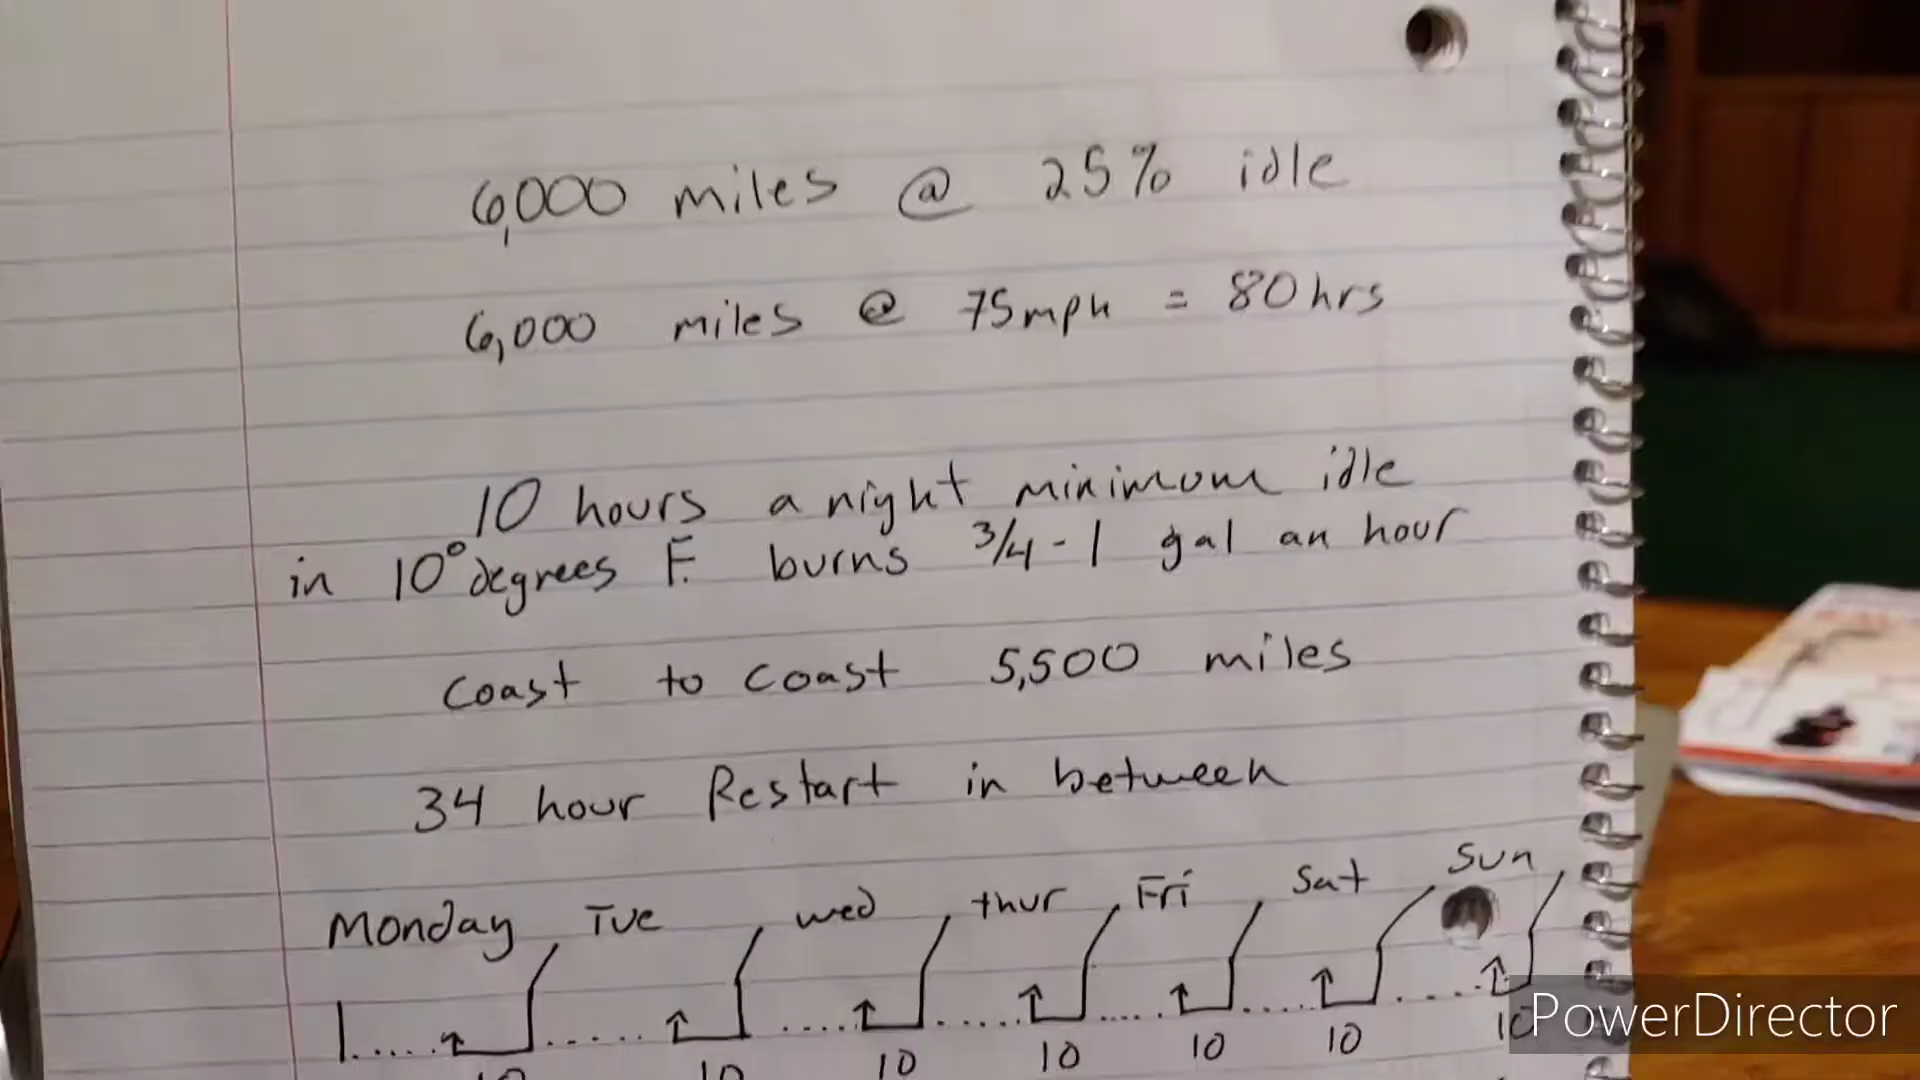 6,000 miles @ 25% idle
6,000 miles @ 75mph = 80hrs
10 hours a night minimum idle
in 10° degrees F. burns 3/4 - 1 gal an hour
Coast to Coast 5,500 miles
34 hour Restart in between
Monday Tue wed thur Fri Sat Sun
10 10 10 10 10 10 10
PowerDirector